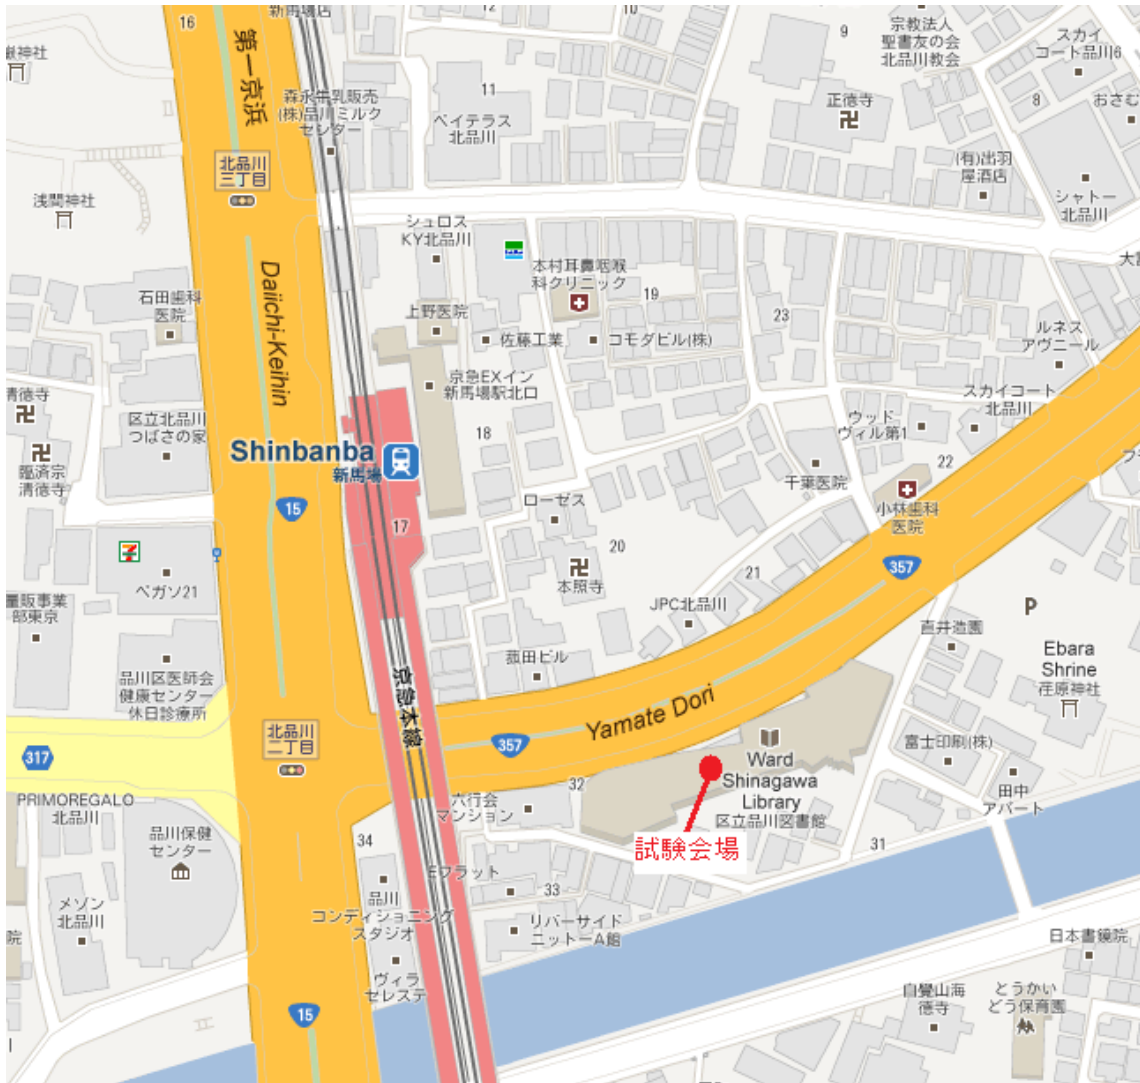 新馬場店
16
第一京浜
12
10
9
宗教法人
聖書友の会
北品川教会
スカイ
コート品川6
8
おさむ
神社
森永牛乳販売
(株)品川ミルク
センター
11
ベイテラス
北品川
正徳寺
(有)出羽
屋酒店
シャトー
北品川
北品川
三丁目
浅間神社
シュロス
KY北品川
本村耳鼻咽喉
科クリニック
19
23
Daiichi-Keihin
石田歯科
医院
上野医院
佐藤工業
コモダビル(株)
ルネス
アヴニール
京急EXイン
新馬場駅北口
スカイコート
北品川
清徳寺
区立北品川
つばさの家
18
ウッド
ヴィル第1
22
臨済宗
清徳寺
Shinbanba
新馬場
千葉医院
小林歯科
医院
15
17
ローゼス
20
本照寺
21
357
ペガソ21
量販事業
部東京
JPC北品川
P
直井造園
Ebara
Shrine
荏原神社
品川区医師会
健康センター
休日診療所
菰田ビル
京急本線
Yamate Dori
357
北品川
二丁目
317
富士印刷(株)
Ward
Shinagawa
Library
区立品川図書館
32
田中
アパート
PRIMOREGALO
北品川
六行会
マンション
品川保健
センター
34
試験会場
31
Eフラット
33
メゾン
北品川
品川
コンディショニング
スタジオ
リバーサイド
ニットーA館
院
日本書鏡院
ヴィラ
セレステ
15
白覺山海
徳寺
とうかい
どう保育園